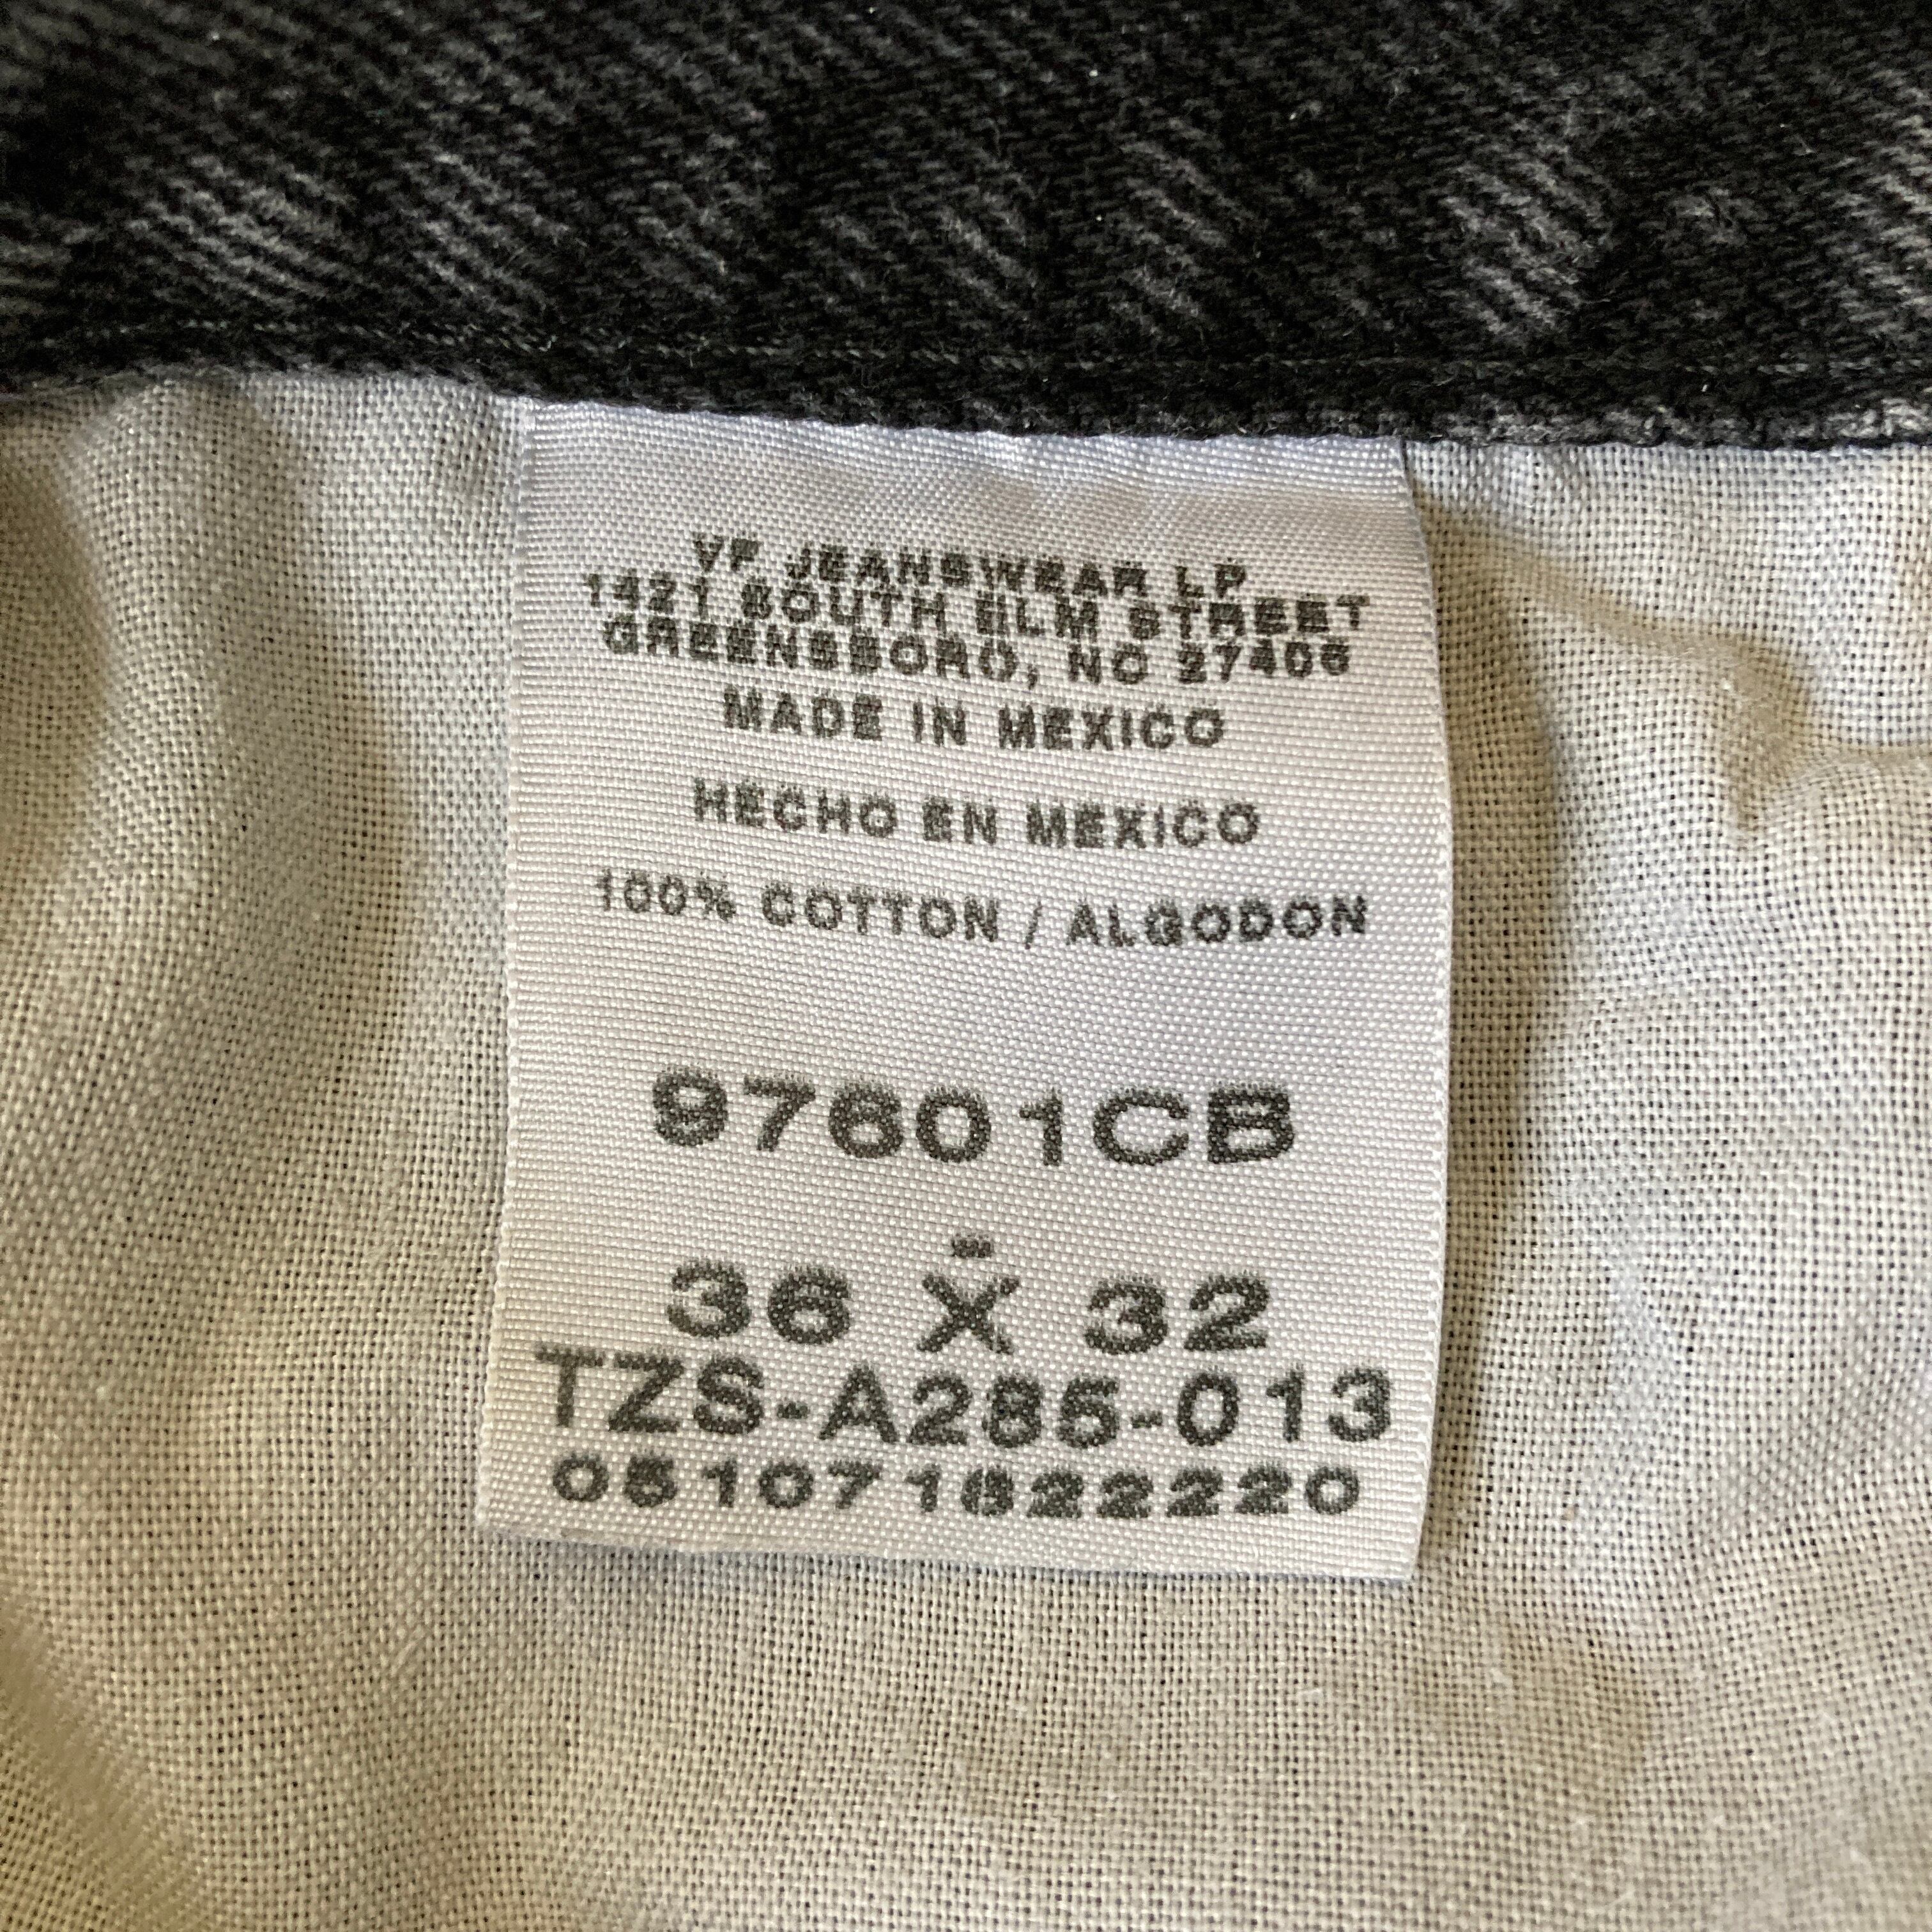 VF JEANSWEAR LP
1421 SOUTH ELM STREET
GREENSBORO, NC 27406
MADE IN MEXICO
HECHO EN MEXICO
100% COTTON / ALGODON
97601CB
-
36 X 32
TZS-A285-013
051071822220